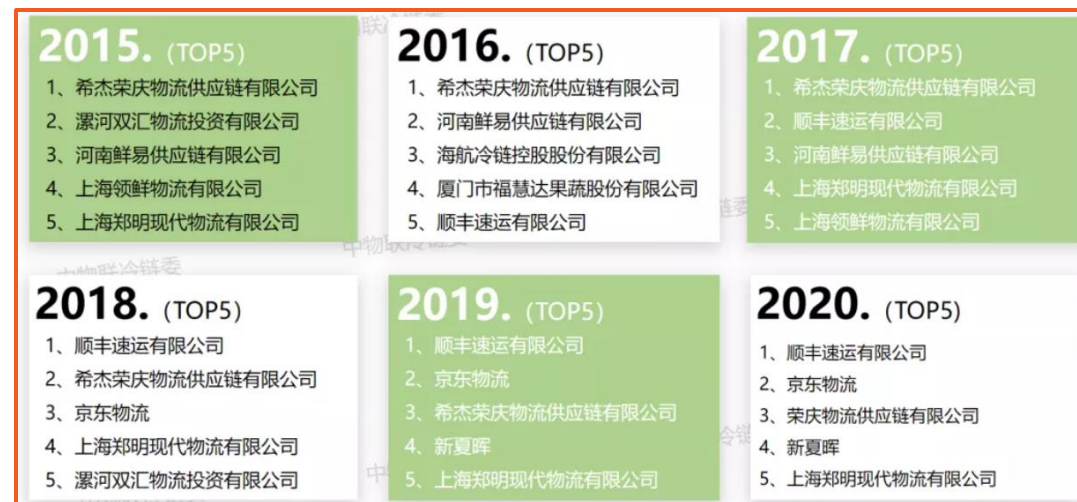 2015. (TOP5)
1、希杰荣庆物流供应链有限公司
2、漯河双汇物流投资有限公司
3、河南鲜易供应链有限公司
4、上海领鲜物流有限公司
5、上海郑明现代物流有限公司
2016. (TOP5)
1、希杰荣庆物流供应链有限公司
2、河南鲜易供应链有限公司
3、海航冷链控股股份有限公司
4、厦门市福慧达果蔬股份有限公司
5、顺丰速运有限公司
2017. (TOP5)
1、希杰荣庆物流供应链有限公司
2、顺丰速运有限公司
3、河南鲜易供应链有限公司
4、上海郑明现代物流有限公司
5、上海领鲜物流有限公司
2018. (TOP5)
1、顺丰速运有限公司
2、希杰荣庆物流供应链有限公司
3、京东物流
4、上海郑明现代物流有限公司
5、漯河双汇物流投资有限公司
2019. (TOP5)
1、顺丰速运有限公司
2、京东物流
3、希杰荣庆物流供应链有限公司
4、新夏晖
5、上海郑明现代物流有限公司
2020. (TOP5)
1、顺丰速运有限公司
2、京东物流
3、荣庆物流供应链有限公司
4、新夏晖
5、上海郑明现代物流有限公司